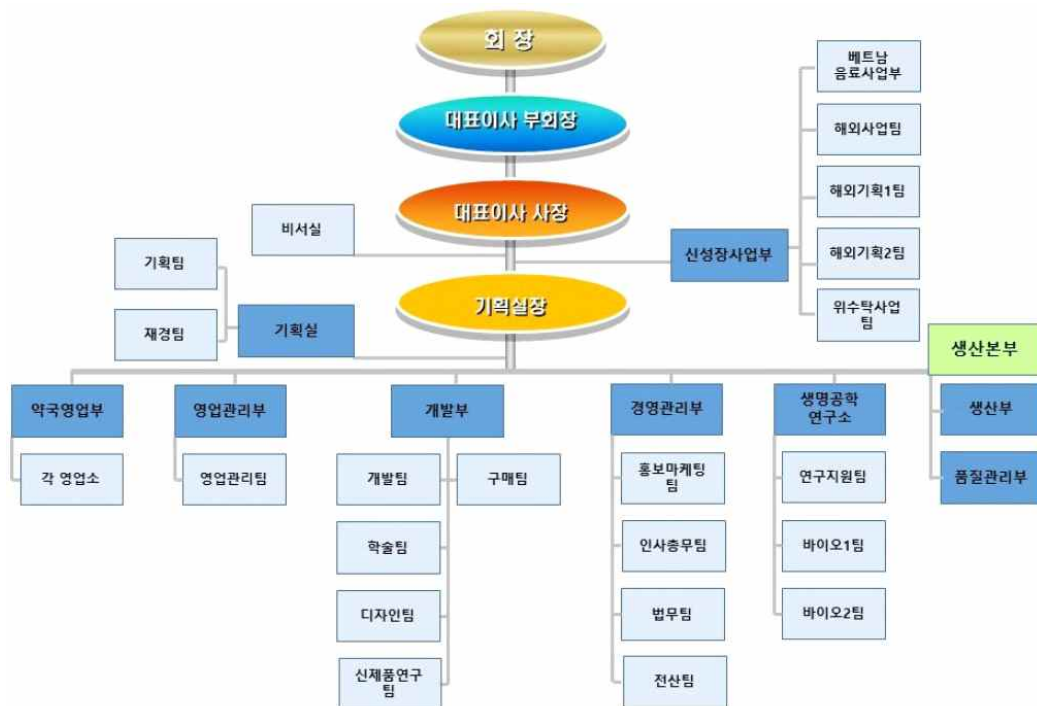 회 장
대표이사 부회장
대표이사 사장
기획실장
비서실
기획팀
재경팀
기획실
신성장사업부
베트남
음료사업부
해외사업팀
해외기획1팀
해외기획2팀
위수탁사업
팀
생산본부
약국영업부
영업관리부
개발부
경영관리부
생명공학
연구소
생산부
각 영업소
영업관리팀
개발팀
구매팀
홍보마케팅
팀
연구지원팀
품질관리부
학술팀
인사총무팀
바이오1팀
디자인팀
법무팀
바이오2팀
신제품연구
팀
전산팀